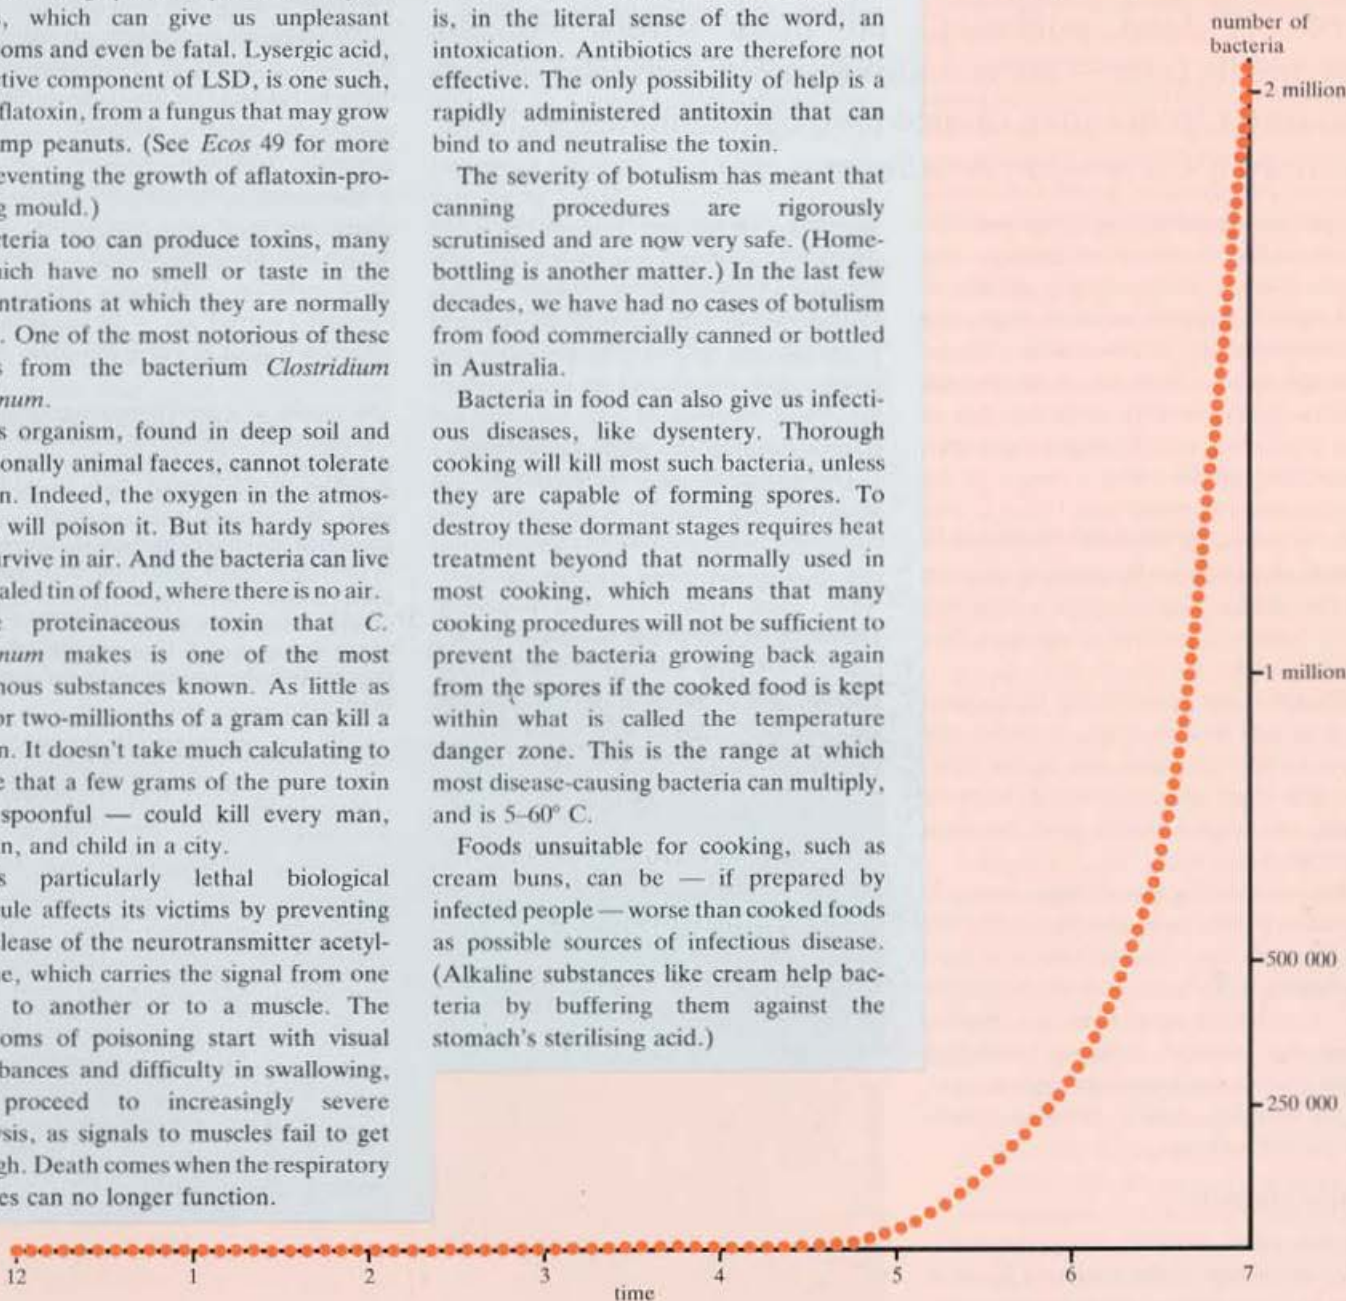 , which can give us unpleasant
oms and even be fatal. Lysergic acid,
tive component of LSD, is one such,
flatoxin, from a fungus that may grow
mp peanuts. (See Ecos 49 for more
eventing the growth of aflatoxin-pro-
g mould.)
teria too can produce toxins, many
ich have no smell or taste in the
ntrations at which they are normally
. One of the most notorious of these
s from the bacterium Clostridium
num.
s organism, found in deep soil and
onally animal faeces, cannot tolerate
n. Indeed, the oxygen in the atmos-
will poison it. But its hardy spores
rvive in air. And the bacteria can live
aled tin of food, where there is no air.
e proteinaceous toxin that C.
num makes is one of the most
nous substances known. As little as
or two-millionths of a gram can kill a
n. It doesn't take much calculating to
e that a few grams of the pure toxin
spoonful — could kill every man,
n, and child in a city.
s particularly lethal biological
ule affects its victims by preventing
lease of the neurotransmitter acetyl-
e, which carries the signal from one
to another or to a muscle. The
oms of poisoning start with visual
bances and difficulty in swallowing,
proceed to increasingly severe
sis, as signals to muscles fail to get
gh. Death comes when the respiratory
es can no longer function.
is, in the literal sense of the word, an
intoxication. Antibiotics are therefore not
effective. The only possibility of help is a
rapidly administered antitoxin that can
bind to and neutralise the toxin.
The severity of botulism has meant that
canning procedures are rigorously
scrutinised and are now very safe. (Home-
bottling is another matter.) In the last few
decades, we have had no cases of botulism
from food commercially canned or bottled
in Australia.
Bacteria in food can also give us infecti-
ous diseases, like dysentery. Thorough
cooking will kill most such bacteria, unless
they are capable of forming spores. To
destroy these dormant stages requires heat
treatment beyond that normally used in
most cooking, which means that many
cooking procedures will not be sufficient to
prevent the bacteria growing back again
from the spores if the cooked food is kept
within what is called the temperature
danger zone. This is the range at which
most disease-causing bacteria can multiply,
and is 5–60° C.
Foods unsuitable for cooking, such as
cream buns, can be — if prepared by
infected people — worse than cooked foods
as possible sources of infectious disease.
(Alkaline substances like cream help bac-
teria by buffering them against the
stomach's sterilising acid.)
number of
bacteria
2 million
1 million
500 000
250 000
12 1 2 3 4 5 6 7
time